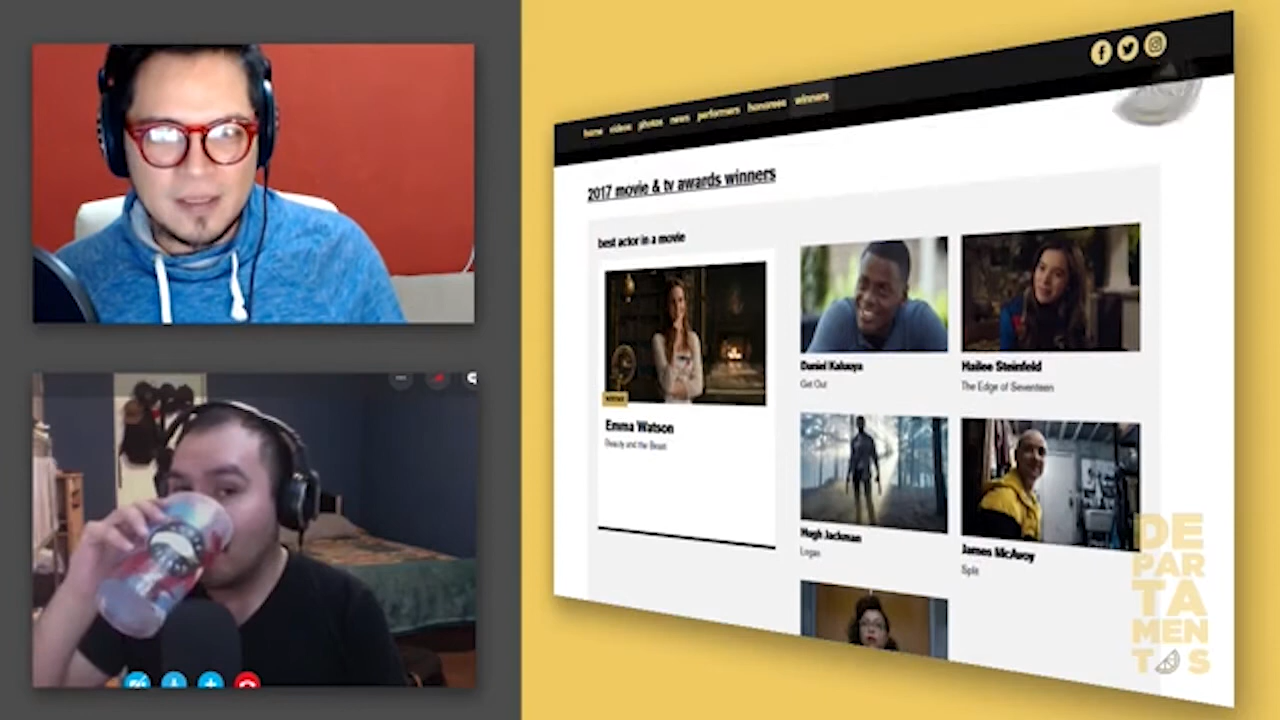 home videos photos news performers honorees winners
2017 movie & tv awards winners
best actor in a movie
Emma Watson
Beauty and the Beast
Daniel Kaluuya
Get Out
Hailee Steinfeld
The Edge of Seventeen
Hugh Jackman
Logan
James McAvoy
Split
DE
PAR
TA
MEN
TOS